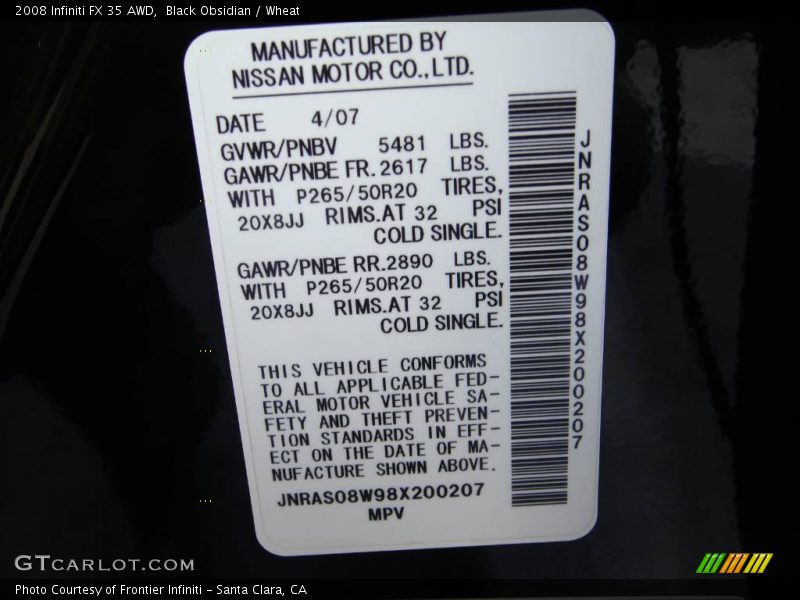 2008 Infiniti FX 35 AWD, Black Obsidian / Wheat
MANUFACTURED BY
NISSAN MOTOR CO.,LTD.
DATE 4/07
GVWR/PNBV 5481 LBS.
GAWR/PNBE FR. 2617 LBS.
WITH P265/50R20 TIRES,
20X8JJ RIMS.AT 32 PSI
COLD SINGLE.
GAWR/PNBE RR.2890 LBS.
WITH P265/50R20 TIRES,
20X8JJ RIMS.AT 32 PSI
COLD SINGLE.
THIS VEHICLE CONFORMS
TO ALL APPLICABLE FED-
ERAL MOTOR VEHICLE SA-
FETY AND THEFT PREVEN-
TION STANDARDS IN EFF-
ECT ON THE DATE OF MA-
NUFACTURE SHOWN ABOVE.
JNRAS08W98X200207
MPV
JNRAS08W98X200207
GTCARLOT.COM
Photo Courtesy of Frontier Infiniti - Santa Clara, CA